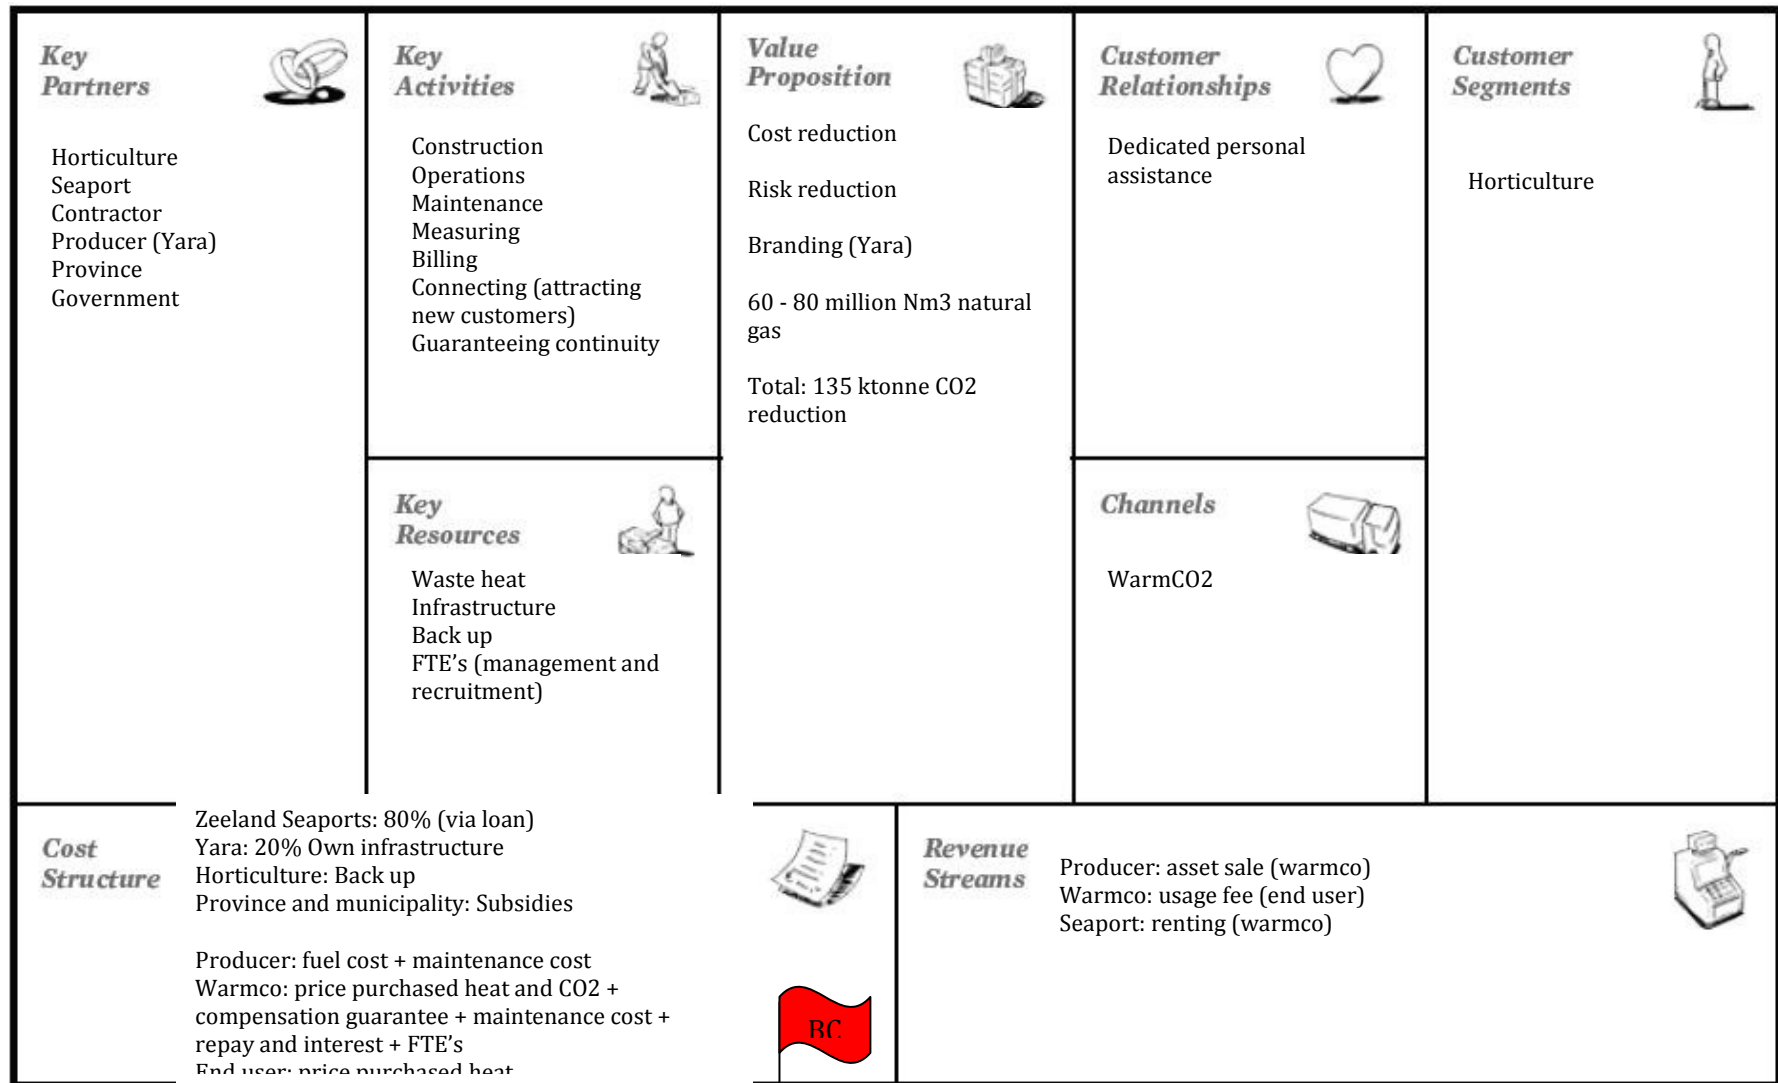 Key
Partners
Horticulture
Seaport
Contractor
Producer (Yara)
Province
Government
Key
Activities
Construction
Operations
Maintenance
Measuring
Billing
Connecting (attracting
new customers)
Guaranteeing continuity
Key
Resources
Waste heat
Infrastructure
Back up
FTE's (management and
recruitment)
Value
Proposition
Cost reduction
Risk reduction
Branding (Yara)
60 - 80 million Nm3 natural
gas
Total: 135 ktonne CO2
reduction
Customer
Relationships
Dedicated personal
assistance
Channels
WarmCO2
Customer
Segments
Horticulture
Cost
Structure
Zeeland Seaports: 80% (via loan)
Yara: 20% Own infrastructure
Horticulture: Back up
Province and municipality: Subsidies
Producer: fuel cost + maintenance cost
Warmco: price purchased heat and CO2 +
compensation guarantee + maintenance cost +
repay and interest + FTE's
End user: price purchased heat
BC
Revenue
Streams
Producer: asset sale (warmco)
Warmco: usage fee (end user)
Seaport: renting (warmco)